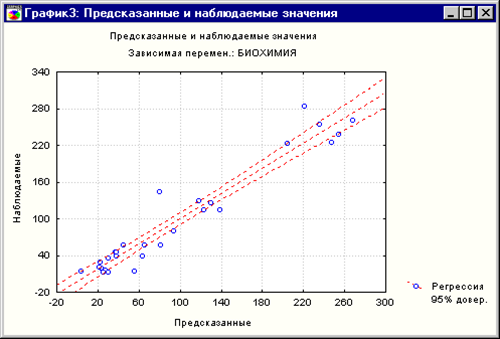 График3: Предсказанные и наблюдаемые значения
Предсказанные и наблюдаемые значения
Зависимая перемен.: БИОХИМИЯ
Наблюдаемые
340
280
220
160
100
40
-20
-20 20 60 100 140 180 220 260 300
Предсказанные
Регрессия
95% довер.